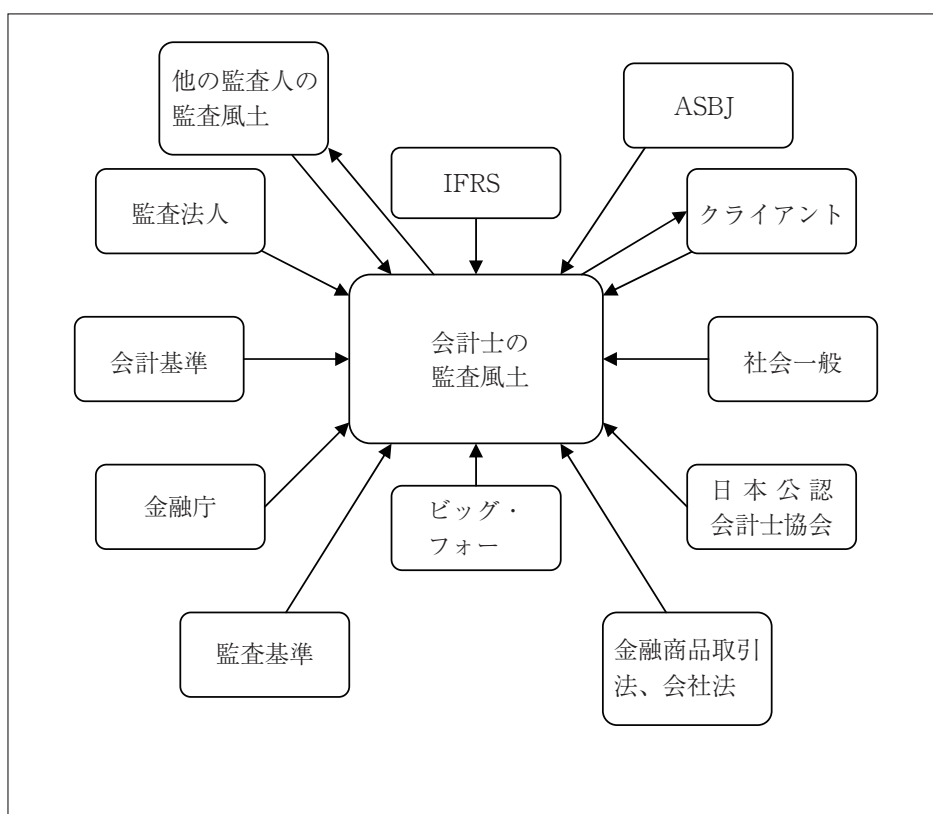 他の監査人の
監査風土
ASBJ
IFRS
監査法人
クライアント
会計士の
監査風土
会計基準
社会一般
金融庁
ビッグ・
フォー
日本公認
会計士協会
監査基準
金融商品取引
法、会社法